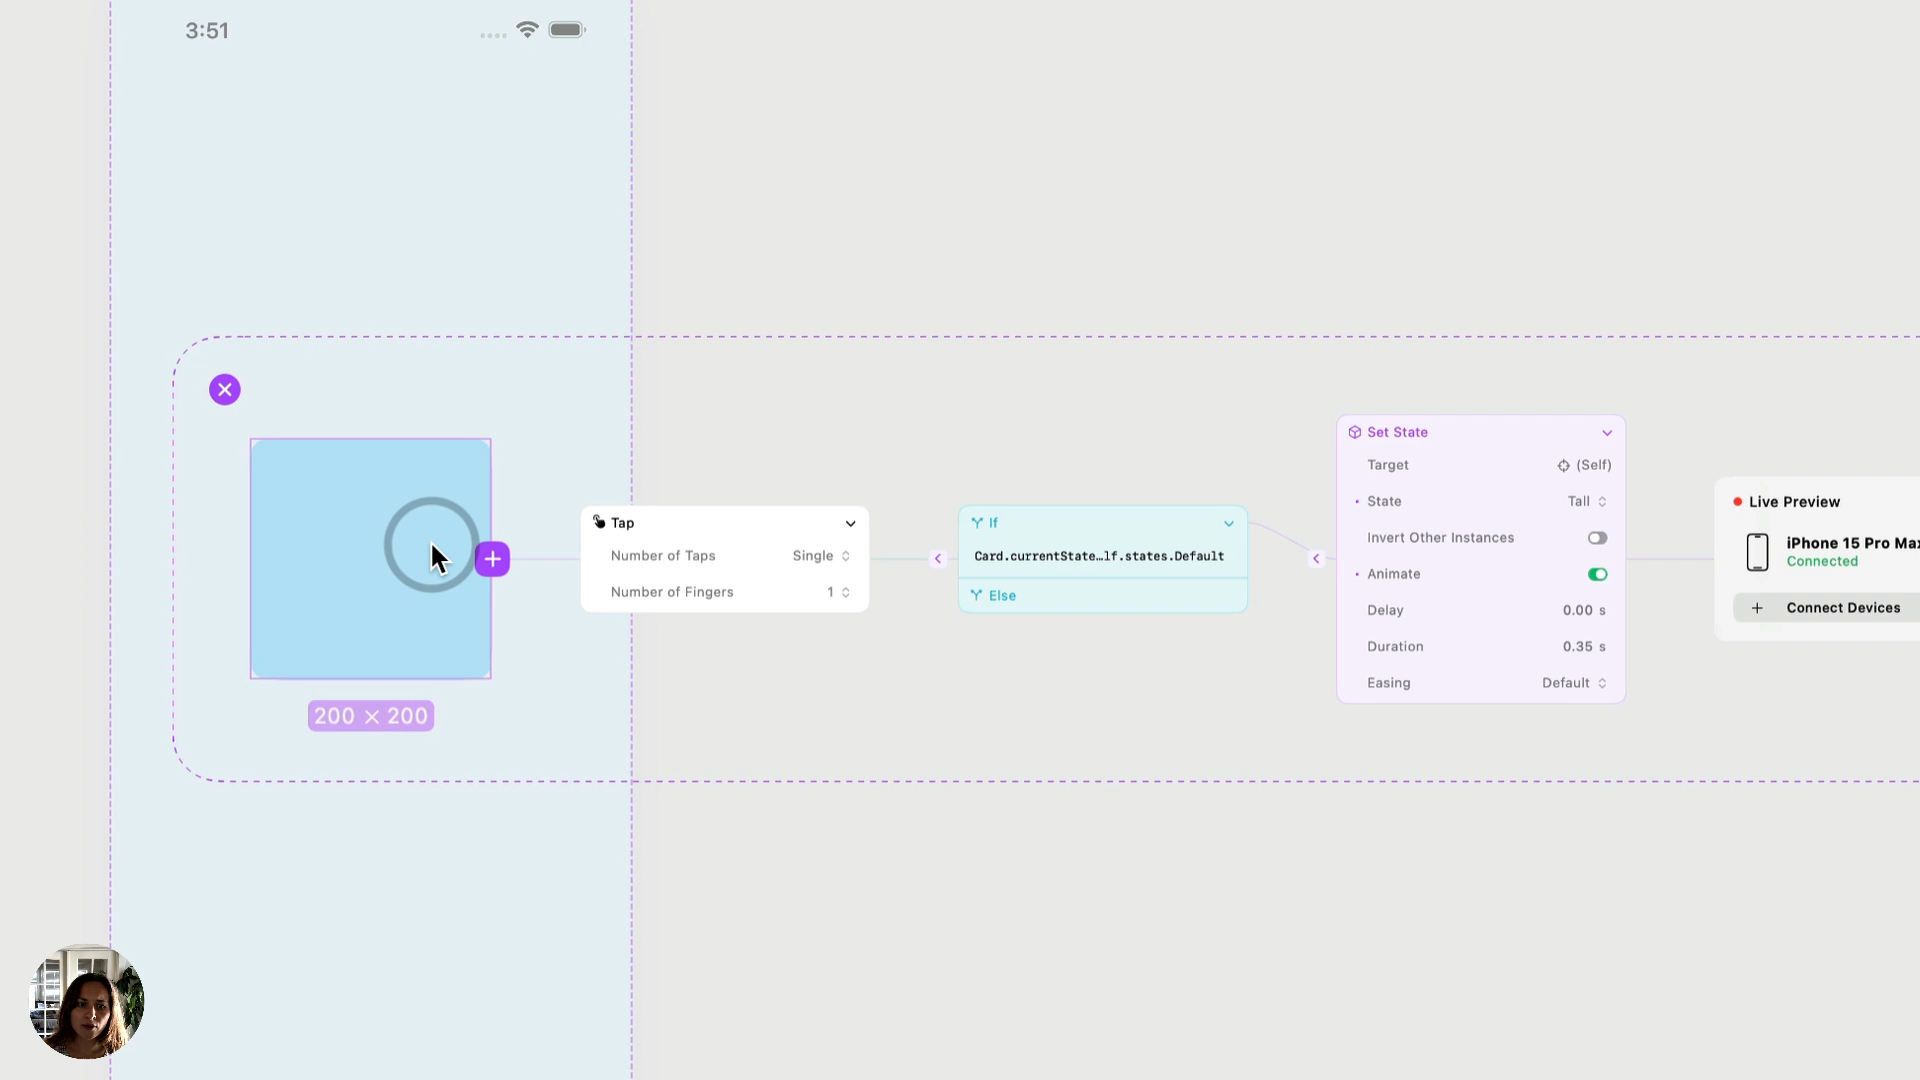 3:51
Tap
Number of Taps Single
Number of Fingers 1
200 × 200
If
Card.currentState…lf.states.Default
Else
Set State
Target (Self)
State Tall
Invert Other Instances
Animate
Delay 0.00 s
Duration 0.35 s
Easing Default
Live Preview
iPhone 15 Pro Max
Connected
+ Connect Devices